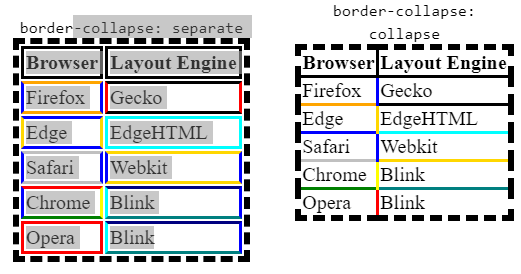 border-collapse: separate
Browser Layout Engine
Firefox Gecko
Edge EdgeHTML
Safari Webkit
Chrome Blink
Opera Blink
border-collapse:
collapse
Browser Layout Engine
Firefox Gecko
Edge EdgeHTML
Safari Webkit
Chrome Blink
Opera Blink